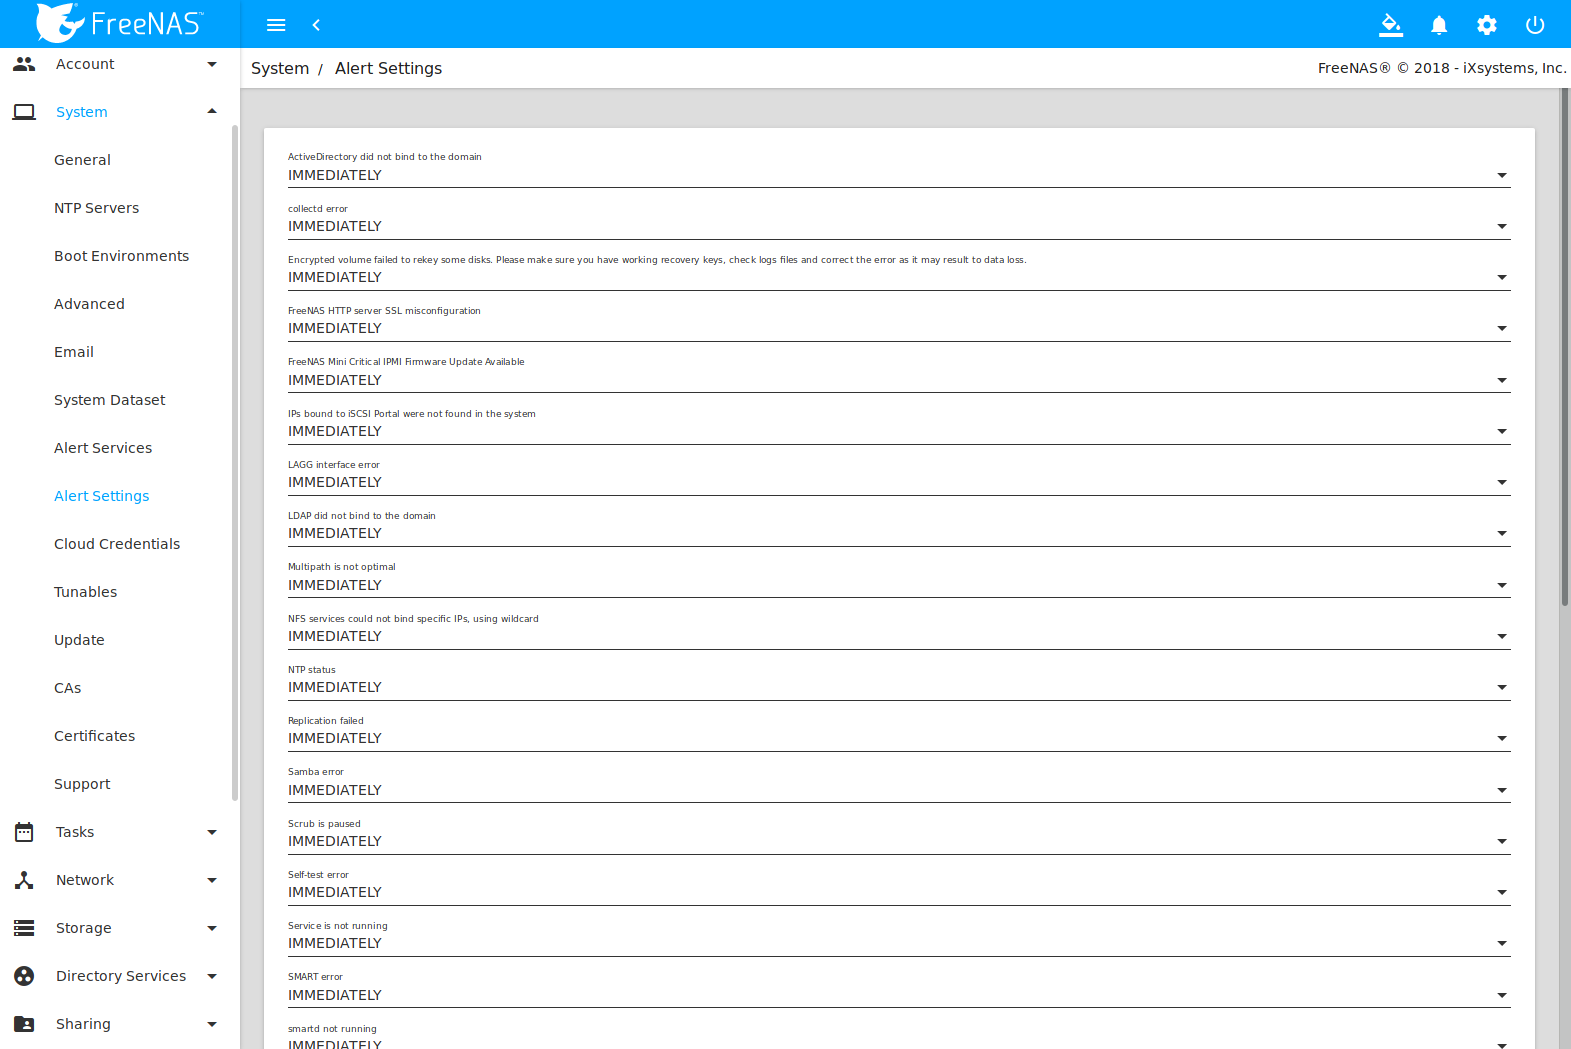 FreeNAS™
Account
System
General
NTP Servers
Boot Environments
Advanced
Email
System Dataset
Alert Services
Alert Settings
Cloud Credentials
Tunables
Update
CAs
Certificates
Support
Tasks
Network
Storage
Directory Services
Sharing
System / Alert Settings
FreeNAS® © 2018 - iXsystems, Inc.
ActiveDirectory did not bind to the domain
IMMEDIATELY
collectd error
IMMEDIATELY
Encrypted volume failed to rekey some disks. Please make sure you have working recovery keys, check logs files and correct the error as it may result to data loss.
IMMEDIATELY
FreeNAS HTTP server SSL misconfiguration
IMMEDIATELY
FreeNAS Mini Critical IPMI Firmware Update Available
IMMEDIATELY
IPs bound to iSCSI Portal were not found in the system
IMMEDIATELY
LAGG interface error
IMMEDIATELY
LDAP did not bind to the domain
IMMEDIATELY
Multipath is not optimal
IMMEDIATELY
NFS services could not bind specific IPs, using wildcard
IMMEDIATELY
NTP status
IMMEDIATELY
Replication failed
IMMEDIATELY
Samba error
IMMEDIATELY
Scrub is paused
IMMEDIATELY
Self-test error
IMMEDIATELY
Service is not running
IMMEDIATELY
SMART error
IMMEDIATELY
smartd not running
IMMEDIATELY